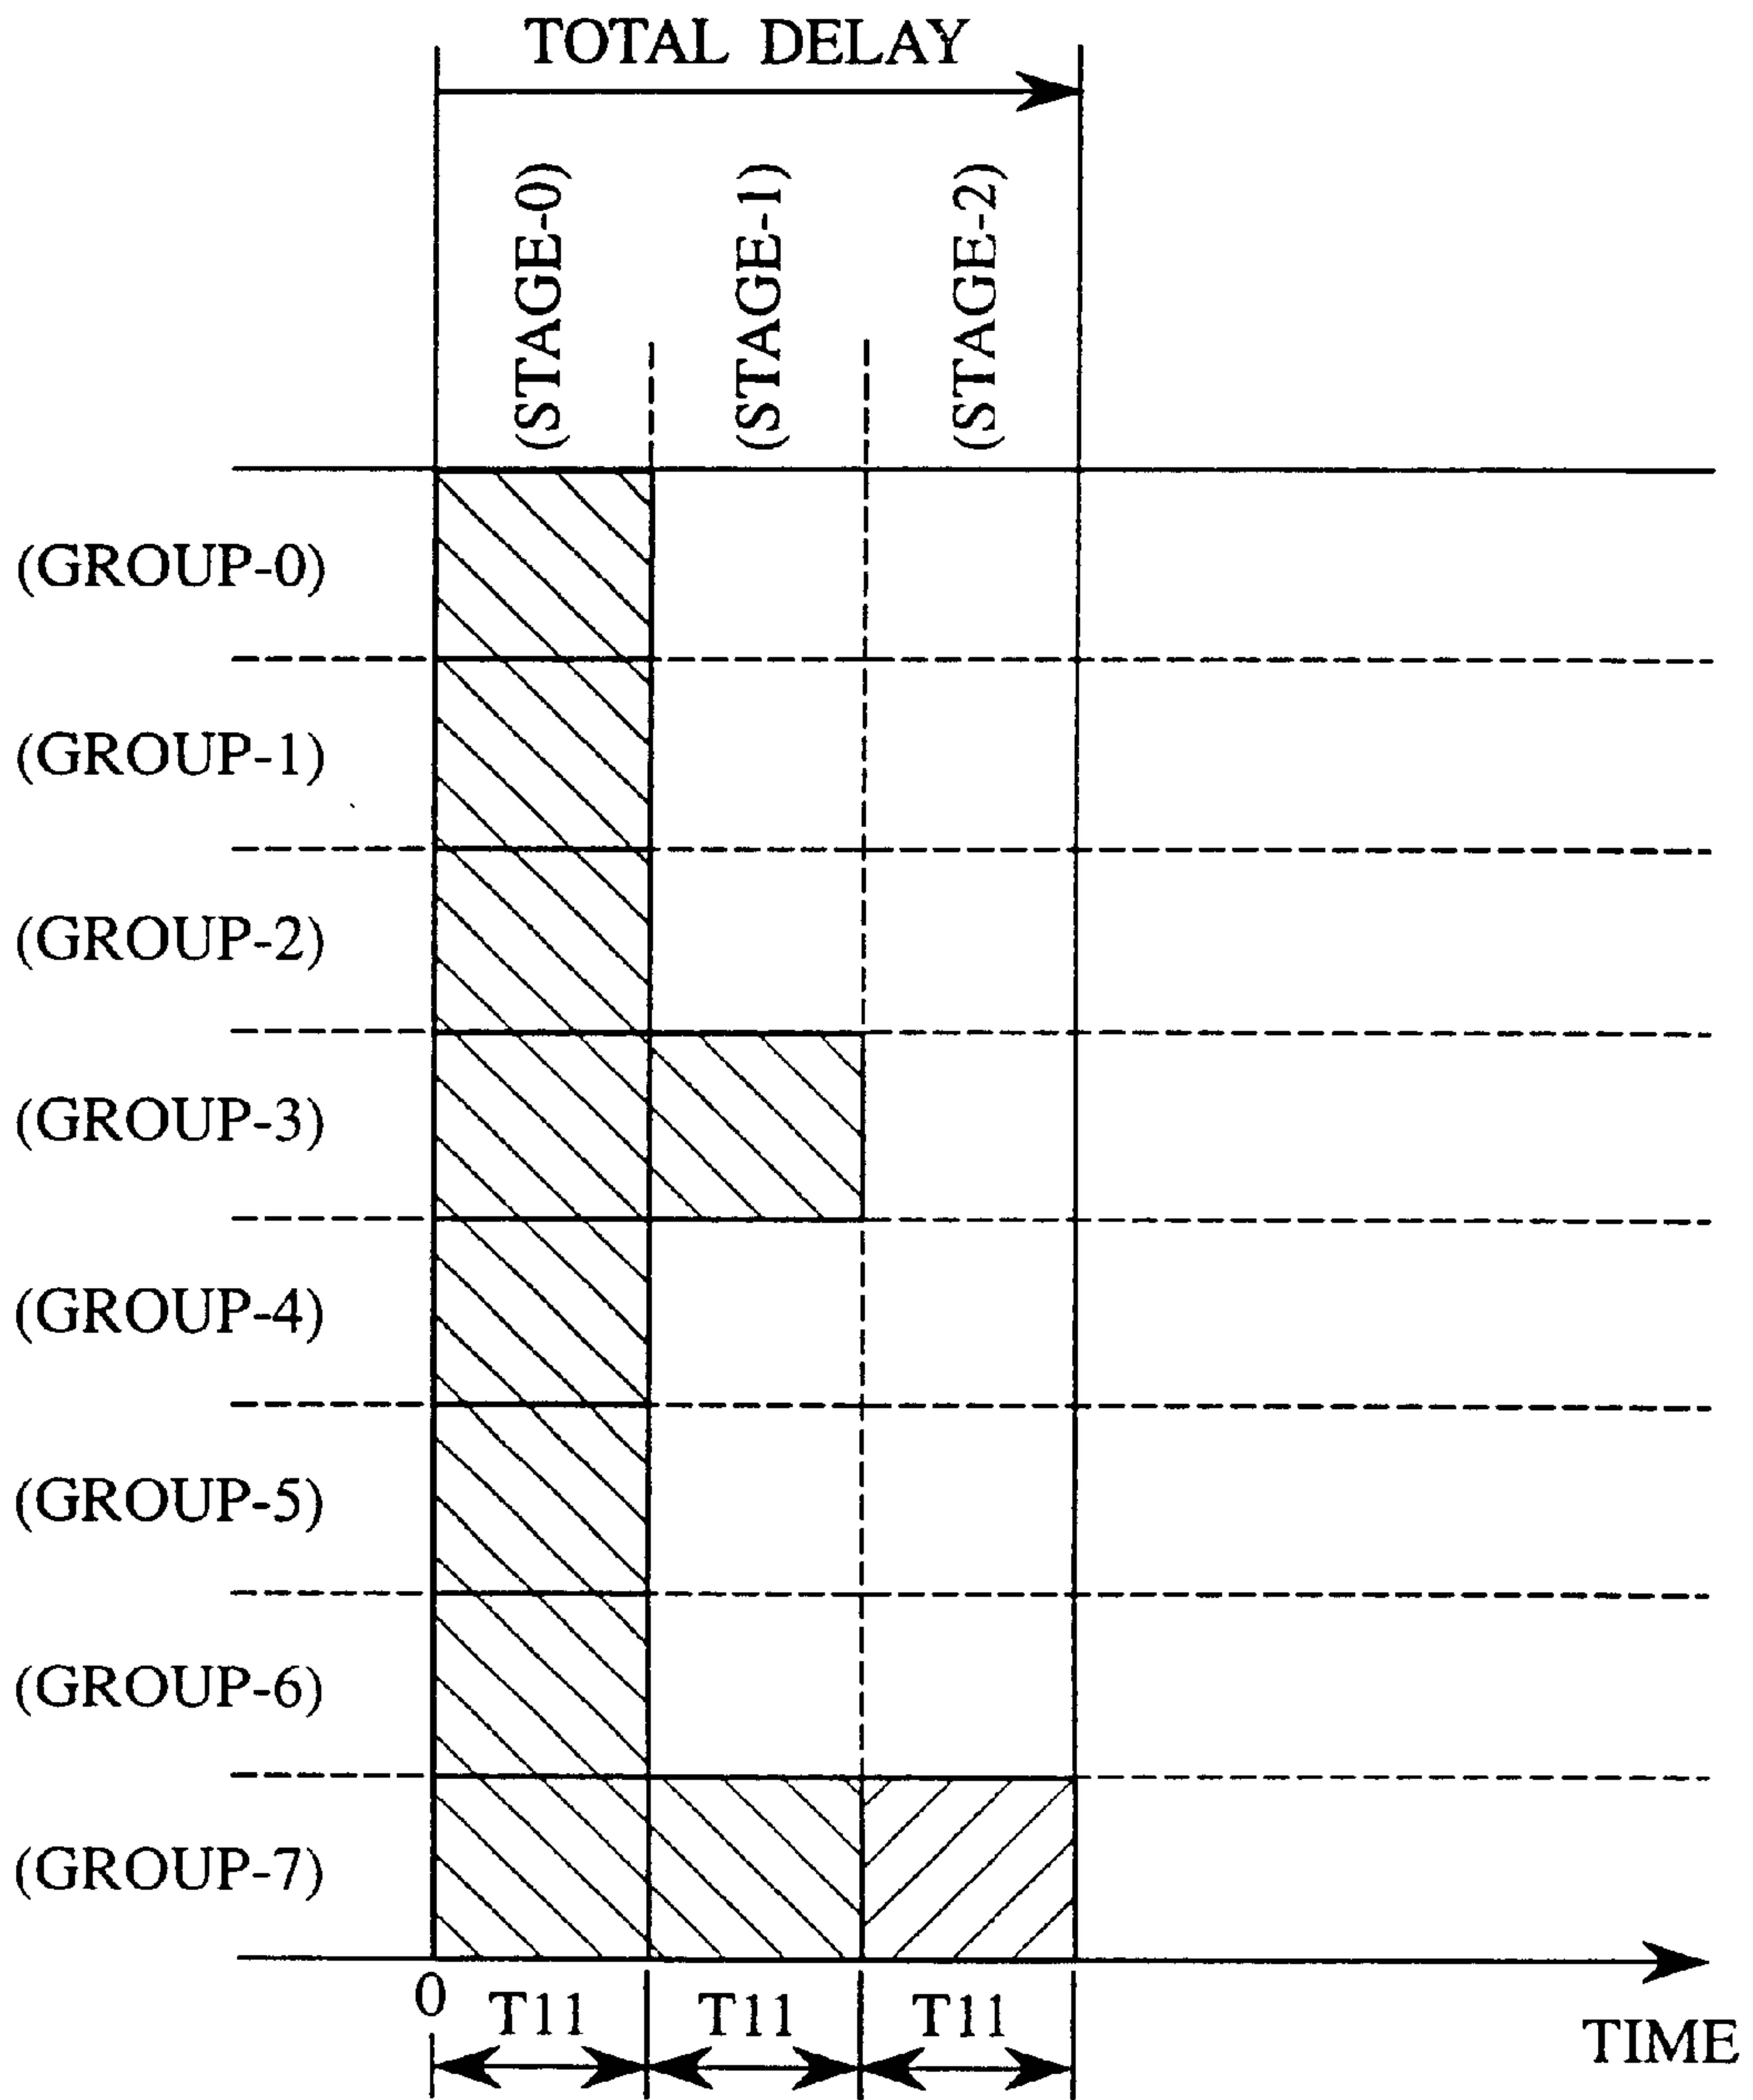 TOTAL DELAY
(STAGE-0)
(STAGE-1)
(STAGE-2)
(GROUP-0)
(GROUP-1)
(GROUP-2)
(GROUP-3)
(GROUP-4)
(GROUP-5)
(GROUP-6)
(GROUP-7)
0
T11 T11 T11
TIME